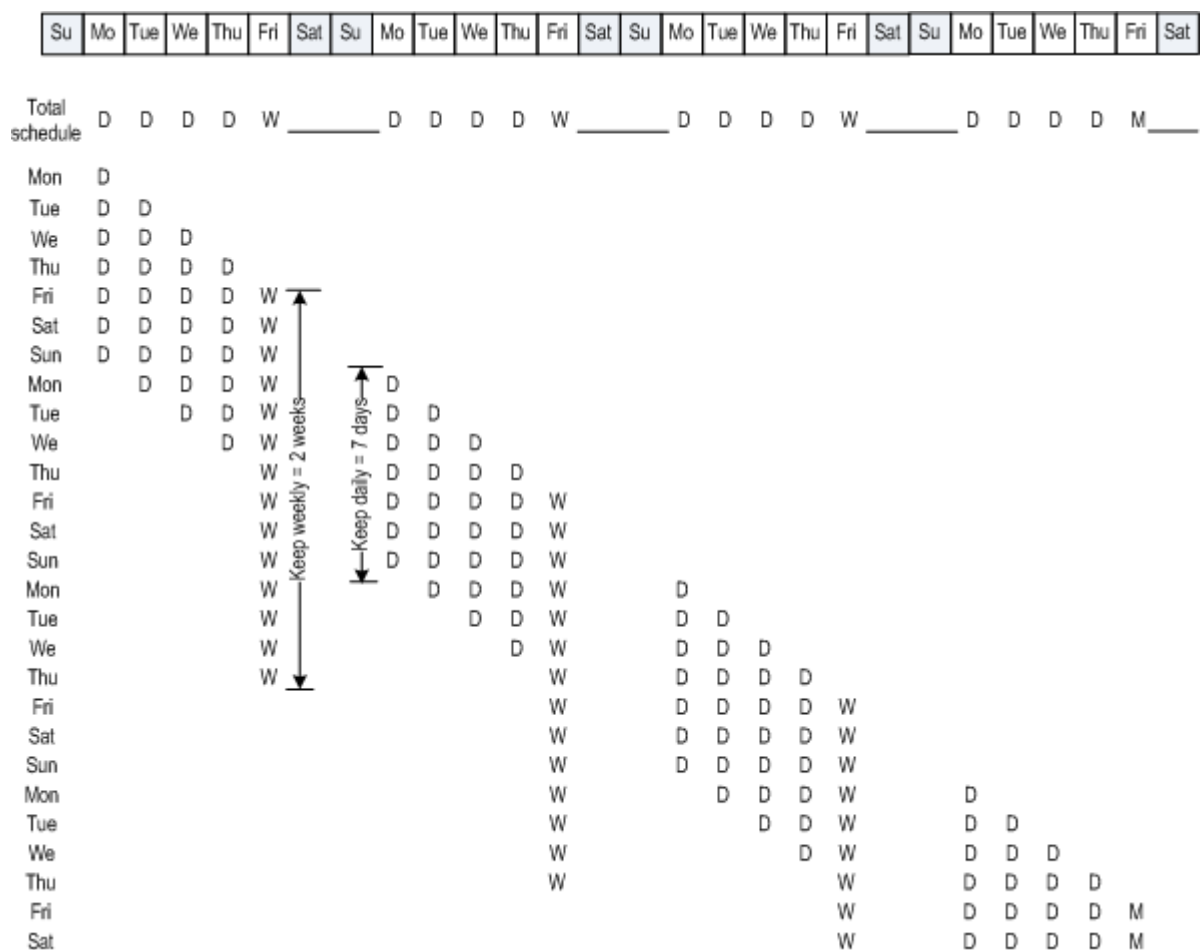 Su Mo Tue We Thu Fri Sat Su Mo Tue We Thu Fri Sat Su Mo Tue We Thu Fri Sat Su Mo Tue We Thu Fri Sat
Total
schedule D D D D W D D D D W D D D D W D D D D M
Mon D
Tue D D
We D D D
Thu D D D D
Fri D D D D W
Sat D D D D W
Sun D D D D W
Mon D D D W D
Tue D D W D D
We D W D D D
Thu W D D D D
Fri W D D D D W
Sat W D D D D W
Sun W D D D D W
Mon W D D D W D
Tue W D D W D D
We W D W D D D
Thu W W D D D D
Fri W D D D D W
Sat W D D D D W
Sun W D D D D W
Mon W D D D W D
Tue W D D W D D
We W D W D D D
Thu W W D D D D
Fri W D D D D M
Sat W D D D D M
Keep weekly = 2 weeks
Keep daily = 7 days